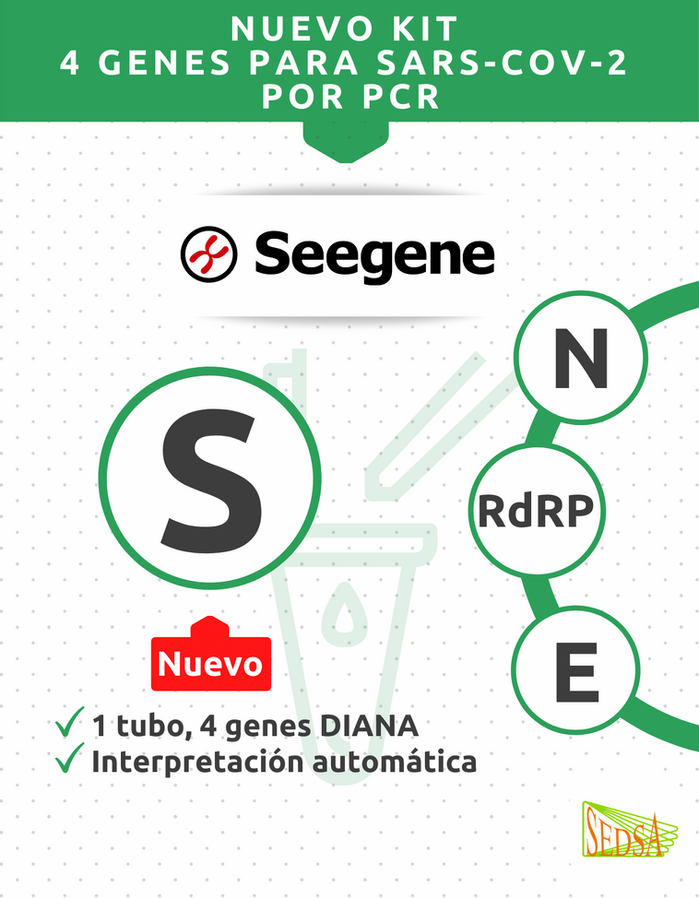 NUEVO KIT
4 GENES PARA SARS-COV-2
POR PCR
Seegene
S
N
RdRP
E
Nuevo
1 tubo, 4 genes DIANA
Interpretación automática
SEDSA